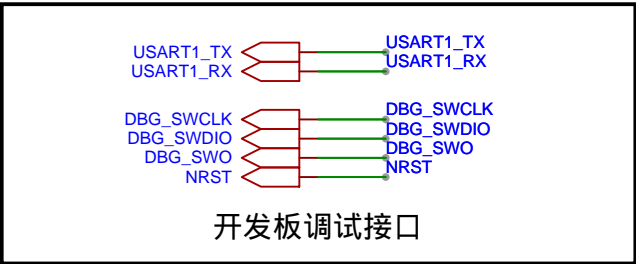 USART1_TX USART1_TX
USART1_RX USART1_RX
DBG_SWCLK DBG_SWCLK
DBG_SWDIO DBG_SWDIO
DBG_SWO DBG_SWO
NRST NRST
开发板调试接口